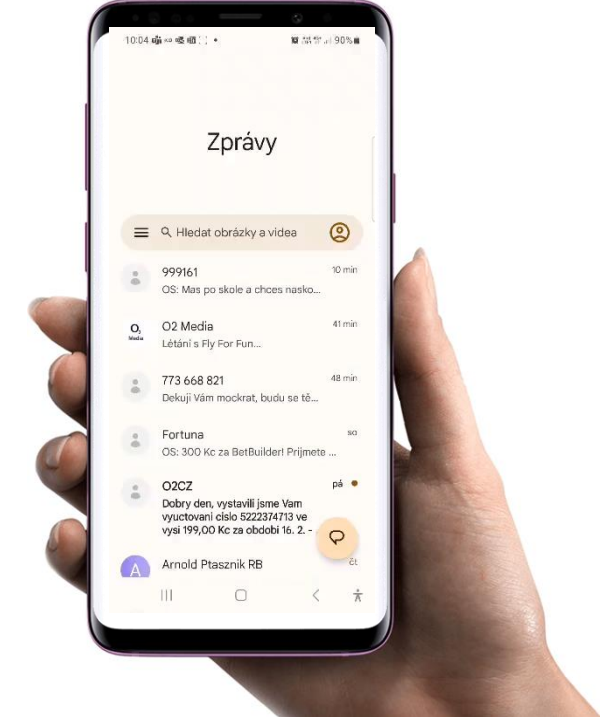 10:04
90%
Zprávy
Hledat obrázky a videa
999161
10 min
OS: Mas po skole a chces nasko...
O2 Media
41 min
O2
Media
Létání s Fly For Fun...
773 668 821
48 min
Dekuji Vám mockrat, budu se tě...
Fortuna
so
OS: 300 Kc za BetBuilder! Prijmete ...
O2CZ
pá
Dobry den, vystavili jsme Vam
vyuctovani cislo 5222374713 ve
vysi 199,00 Kc za obdobi 16. 2. -
A
Arnold Ptasznik RB
čt